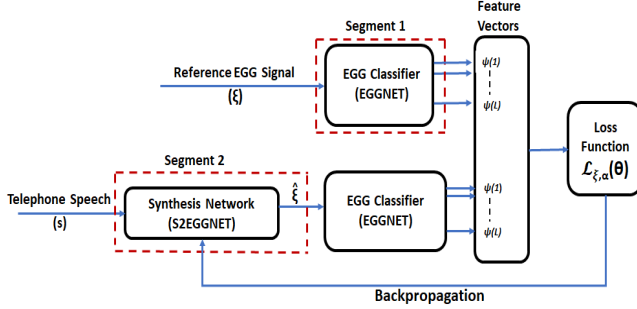 Segment 1
Feature
Vectors
Reference EGG Signal
(ξ)
EGG Classifier
(EGGNET)
ψ(1)
ψ(L)
Loss
Function
ℒξ,α(θ)
Segment 2
Telephone Speech
(s)
Synthesis Network
(S2EGGNET)
ξ̂
EGG Classifier
(EGGNET)
ψ(1)
ψ(L)
Backpropagation